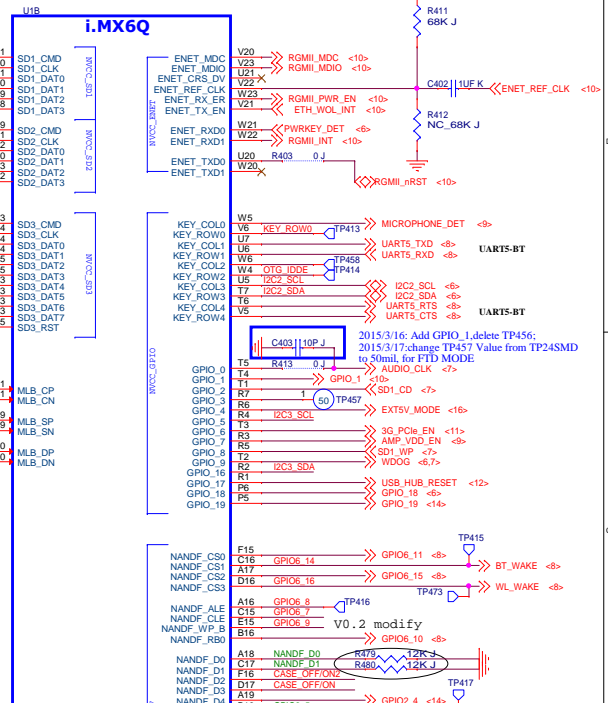 U1B
i.MX6Q
R411
68K J
C402 1UF K
ENET_REF_CLK <10>
R412
NC_68K J
SD1_CMD
SD1_CLK
SD1_DAT0
SD1_DAT1
SD1_DAT2
SD1_DAT3
NVCC_SD1
SD2_CMD
SD2_CLK
SD2_DAT0
SD2_DAT1
SD2_DAT2
SD2_DAT3
NVCC_SD2
SD3_CMD
SD3_CLK
SD3_DAT0
SD3_DAT1
SD3_DAT2
SD3_DAT3
SD3_DAT4
SD3_DAT5
SD3_DAT6
SD3_DAT7
SD3_RST
NVCC_SD3
MLB_CP
MLB_CN
MLB_SP
MLB_SN
MLB_DP
MLB_DN
NVCC_ENET
ENET_MDC V20 RGMII_MDC <10>
ENET_MDIO V23 RGMII_MDIO <10>
ENET_CRS_DV U21
ENET_REF_CLK V22
ENET_RX_ER W23 RGMII_PWR_EN <10>
ENET_TX_EN V21 ETH_WOL_INT <10>
ENET_RXD0 W21 PWRKEY_DET <6>
ENET_RXD1 W22 RGMII_INT <10>
ENET_TXD0 U20 R403 0 J
ENET_TXD1 W20
RGMII_nRST <10>
KEY_COL0 W5 MICROPHONE_DET <9>
KEY_ROW0 V6 KEY_ROW0 TP413
KEY_COL1 U7 UART5_TXD <8>
KEY_ROW1 U6 UART5_RXD <8>
UART5-BT
KEY_COL2 W6 TP458
KEY_ROW2 W4 OTG_IDDE TP414
KEY_COL3 U5 I2C2_SCL I2C2_SCL <6>
KEY_ROW3 T7 I2C2_SDA I2C2_SDA <6>
KEY_COL4 T6 UART5_RTS <8>
KEY_ROW4 V5 UART5_CTS <8>
UART5-BT
2015/3/16: Add GPIO_1,delete TP456;
2015/3/17:change TP457 Value from TP24SMD
to 50mil, for FTD MODE
C403 10P J
NVCC_GPIO
GPIO_0 T5 R413 0 J AUDIO_CLK <7>
GPIO_1 T4 GPIO_1 <10>
GPIO_2 T1 SD1_CD <7>
GPIO_3 R7 1 50 TP457
GPIO_4 R6 EXT5V_MODE <16>
GPIO_5 R4 I2C3_SCL
GPIO_6 T3 3G_PCIe_EN <11>
GPIO_7 R3 AMP_VDD_EN <9>
GPIO_8 R5 SD1_WP <7>
GPIO_9 T2 WDOG <6,7>
GPIO_16 R2 I2C3_SDA
GPIO_17 R1 USB_HUB_RESET <12>
GPIO_18 P6 GPIO_18 <6>
GPIO_19 P5 GPIO_19 <14>
TP415
NANDF_CS0 F15 GPIO6_11 <8>
NANDF_CS1 C16 GPIO6_14 BT_WAKE <8>
NANDF_CS2 A17 GPIO6_15 <8>
NANDF_CS3 D16 GPIO6_16 WL_WAKE <8>
TP473
NANDF_ALE A16 GPIO6_8 TP416
NANDF_CLE C15 GPIO6_7
NANDF_WP_B E15 GPIO6_9
V0.2 modify
NANDF_RB0 B16 GPIO6_10 <8>
NANDF_D0 A18 NANDF_D0 R479 12K J
NANDF_D1 C17 NANDF_D1 R480 12K J
NANDF_D2 F16 CASE_OFF/ON2
NANDF_D3 D17 CASE_OFF/ON
TP417
NANDF_D4 A19 GPIO2_4 <14>